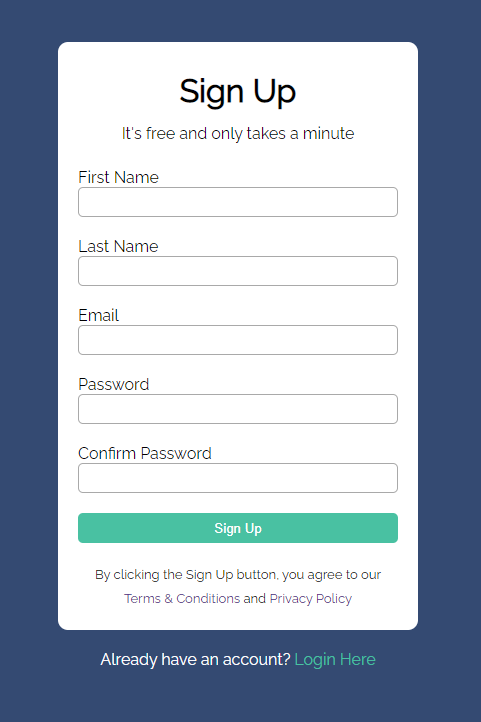 Sign Up
It's free and only takes a minute
First Name
Last Name
Email
Password
Confirm Password
Sign Up
By clicking the Sign Up button, you agree to our
Terms & Conditions and Privacy Policy
Already have an account? Login Here